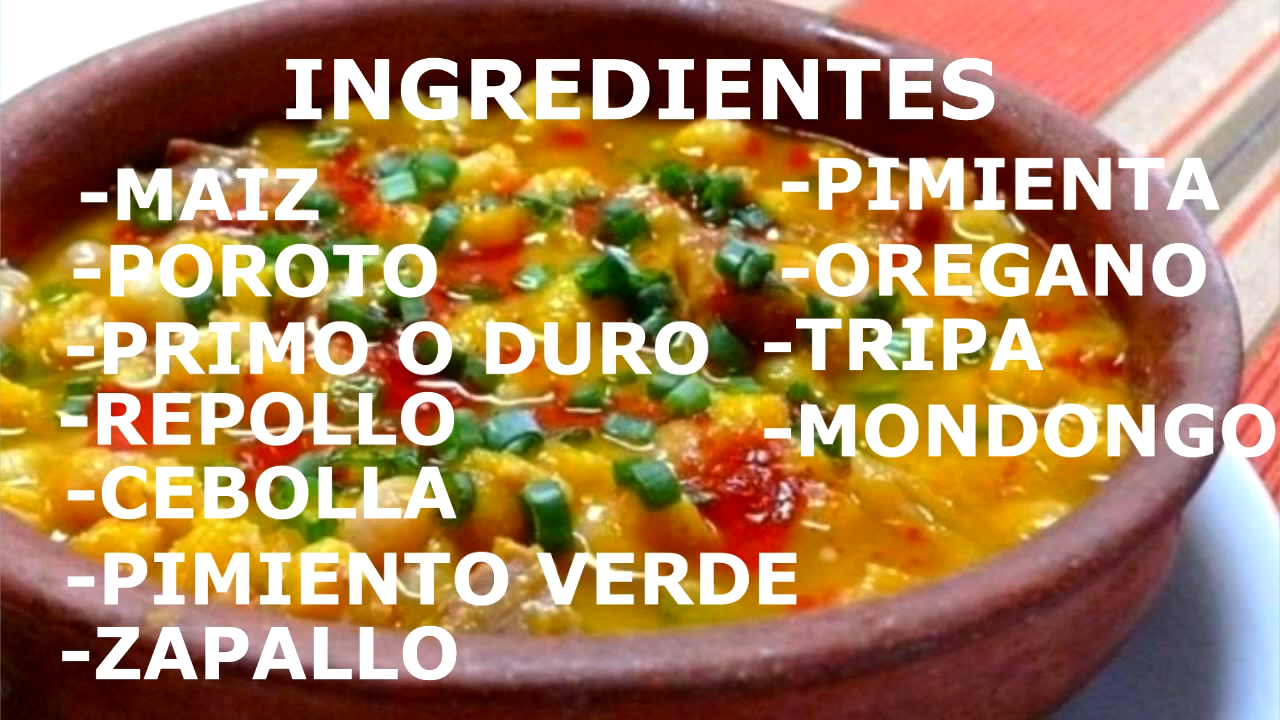 INGREDIENTES
-MAIZ
-POROTO
-PRIMO O DURO
-REPOLLO
-CEBOLLA
-PIMIENTO VERDE
-ZAPALLO
-PIMIENTA
-OREGANO
-TRIPA
-MONDONGO